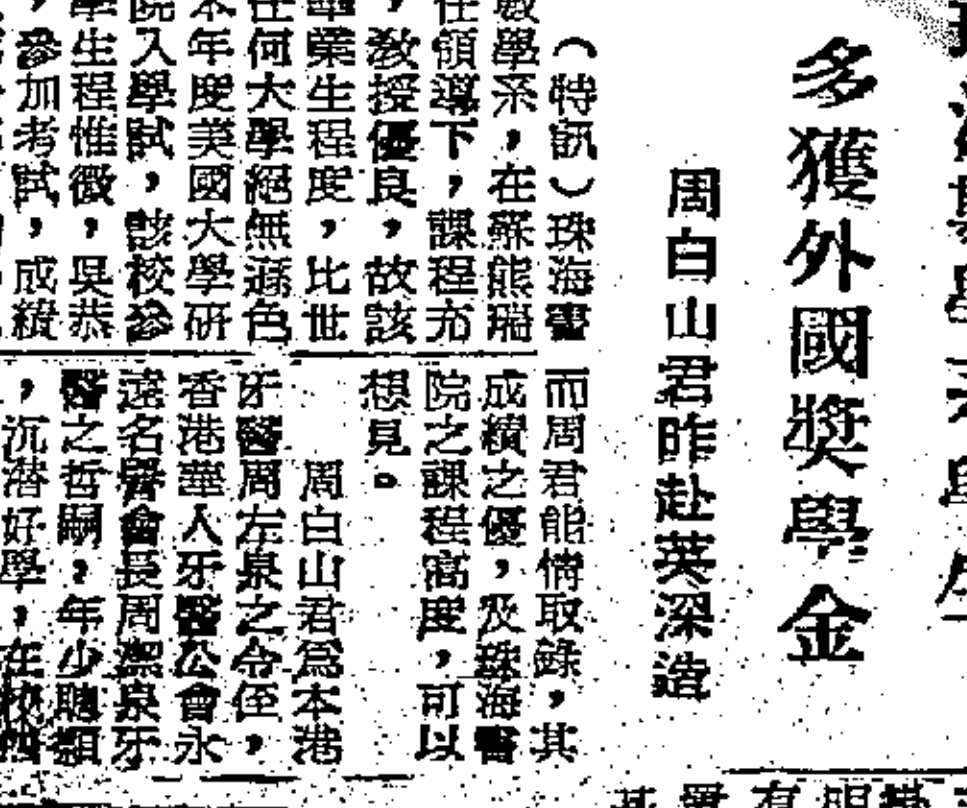 多獲外國獎學金
周白山君昨赴英深造
（特訊）珠海書
學系，在蘇熊瑞
任領導下，課程充
，教授優良，故該
畢業生程度，比世
任何大學絕無遜色
本年度美國大學研
院入學試，該校參
學生程惟徵，吳恭
，參加考試，成績
而周君能備取錄，其
成績之優，及珠海書
院之課程高度，可以
想見。
周白山君為本港
牙醫周左泉之令侄，
香港華人牙醫公會永
遠名譽會長周潔泉牙
醫之哲嗣，年少聰穎
，沉潛好學，在校